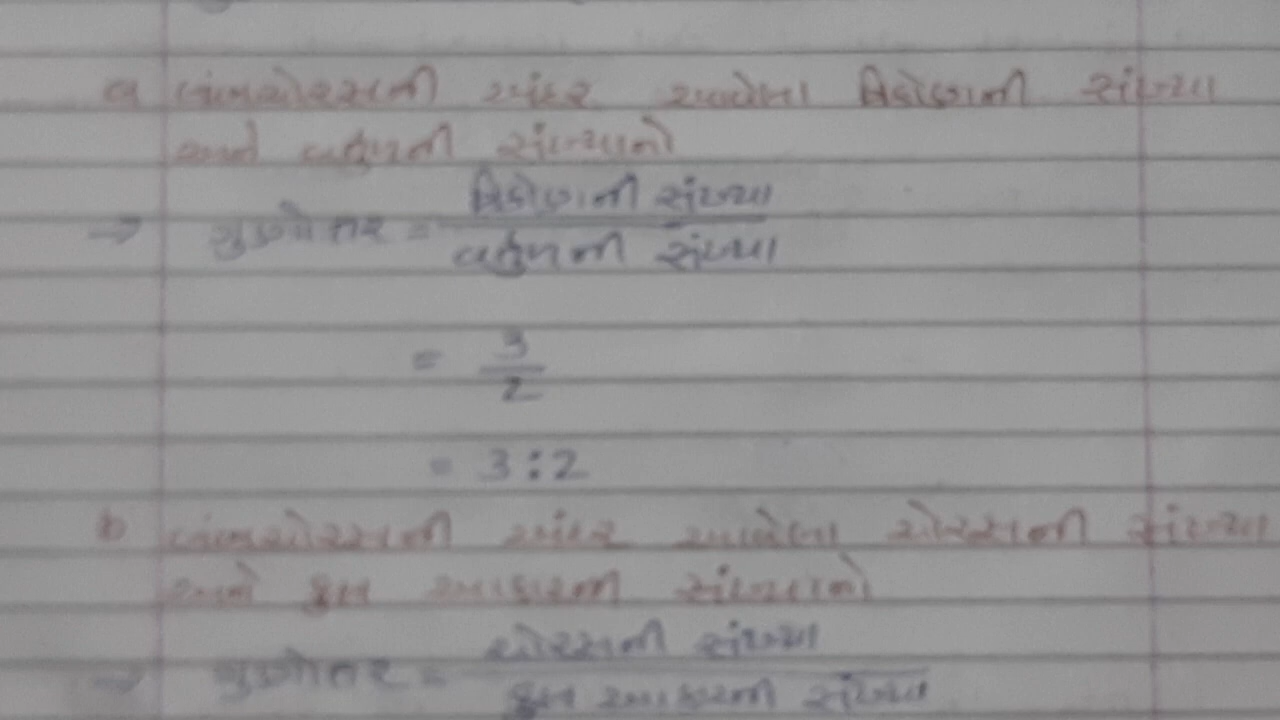 a લંબચોરસની અંદર આવેલા ત્રિકોણની સંખ્યા
અને વર્તુળની સંખ્યાનો
→ ગુણોત્તર = ત્રિકોણની સંખ્યા / વર્તુળની સંખ્યા
= 3 / 2
= 3:2
b લંબચોરસની અંદર આવેલા ચોરસની સંખ્યા
અને કુલ આકારની સંખ્યાનો
→ ગુણોત્તર = ચોરસની સંખ્યા / કુલ આકારની સંખ્યા